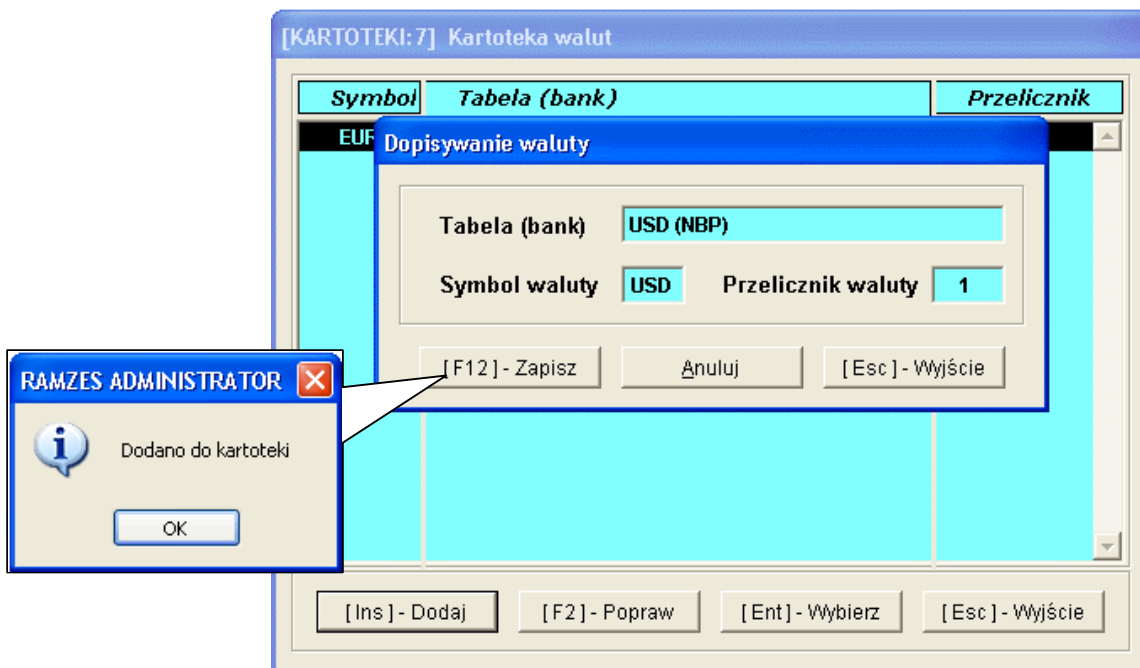 [KARTOTEKI:7] Kartoteka walut
Symbol Tabela (bank) Przelicznik
EUR
Dopisywanie waluty
Tabela (bank) USD (NBP)
Symbol waluty USD Przelicznik waluty 1
[F12] - Zapisz Anuluj [Esc] - Wyjście
RAMZES ADMINISTRATOR
Dodano do kartoteki
OK
[Ins] - Dodaj [F2] - Popraw [Ent] - Wybierz [Esc] - Wyjście